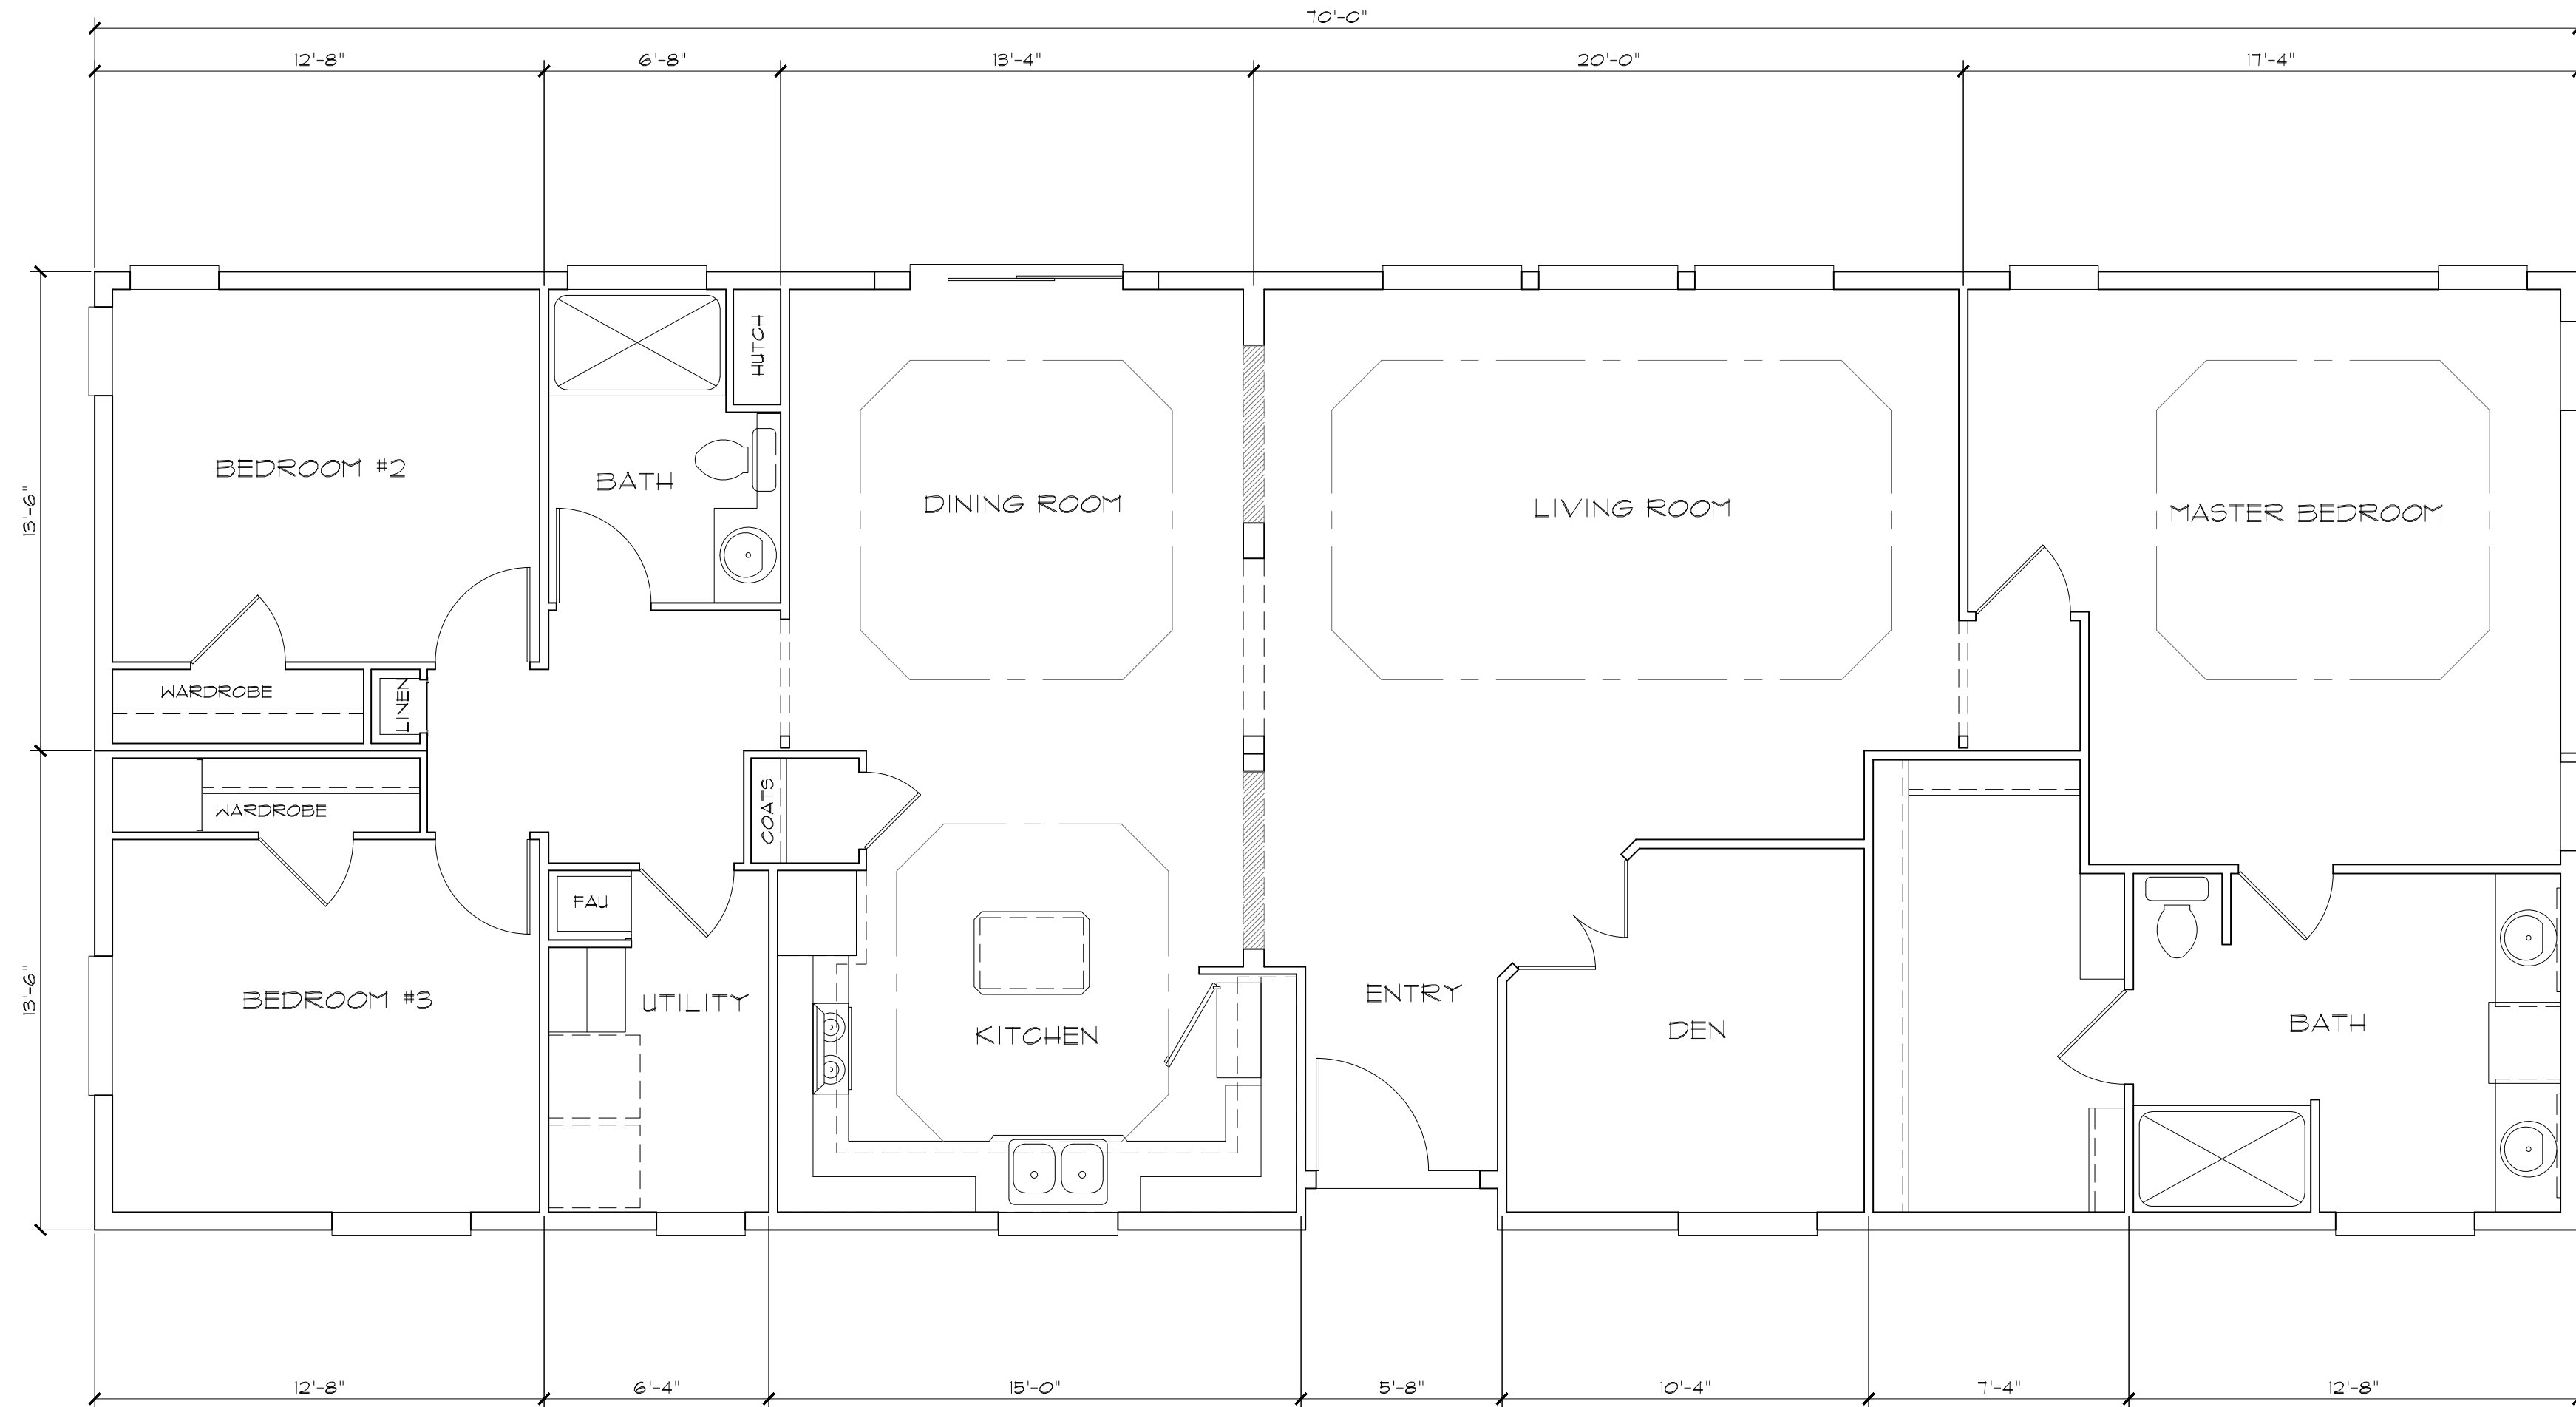 70'-0"
12'-8"
6'-8"
13'-4"
20'-0"
17'-4"
HUTCH
BEDROOM #2
BATH
DINING ROOM
LIVING ROOM
MASTER BEDROOM
13'-6"
WARDROBE
LINEN
WARDROBE
COATS
FAU
BEDROOM #3
UTILITY
KITCHEN
ENTRY
DEN
BATH
13'-6"
12'-8"
6'-4"
15'-0"
5'-8"
10'-4"
7'-4"
12'-8"